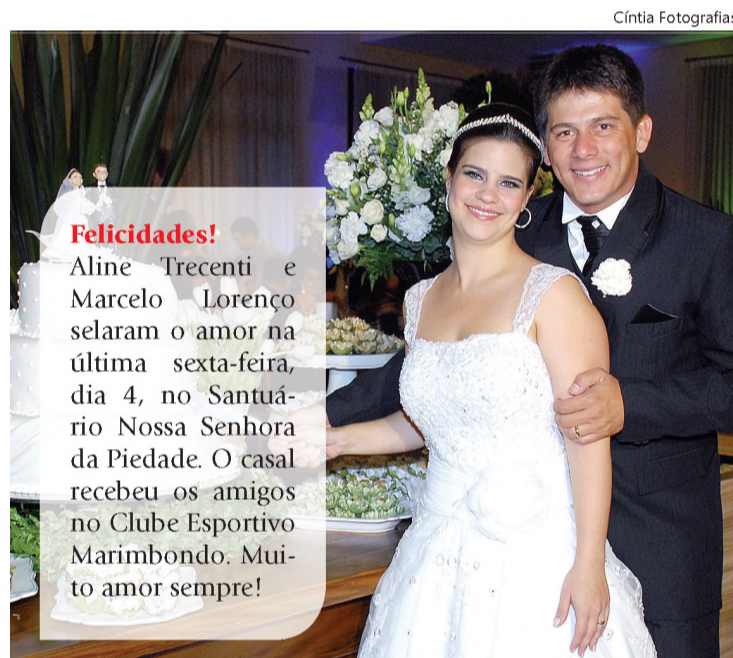 Cíntia Fotografias
Felicidades!
Aline Trecenti e
Marcelo Lorenço
selaram o amor na
última sexta-feira,
dia 4, no Santuá-
rio Nossa Senhora
da Piedade. O casal
recebeu os amigos
no Clube Esportivo
Marimbondo. Mui-
to amor sempre!